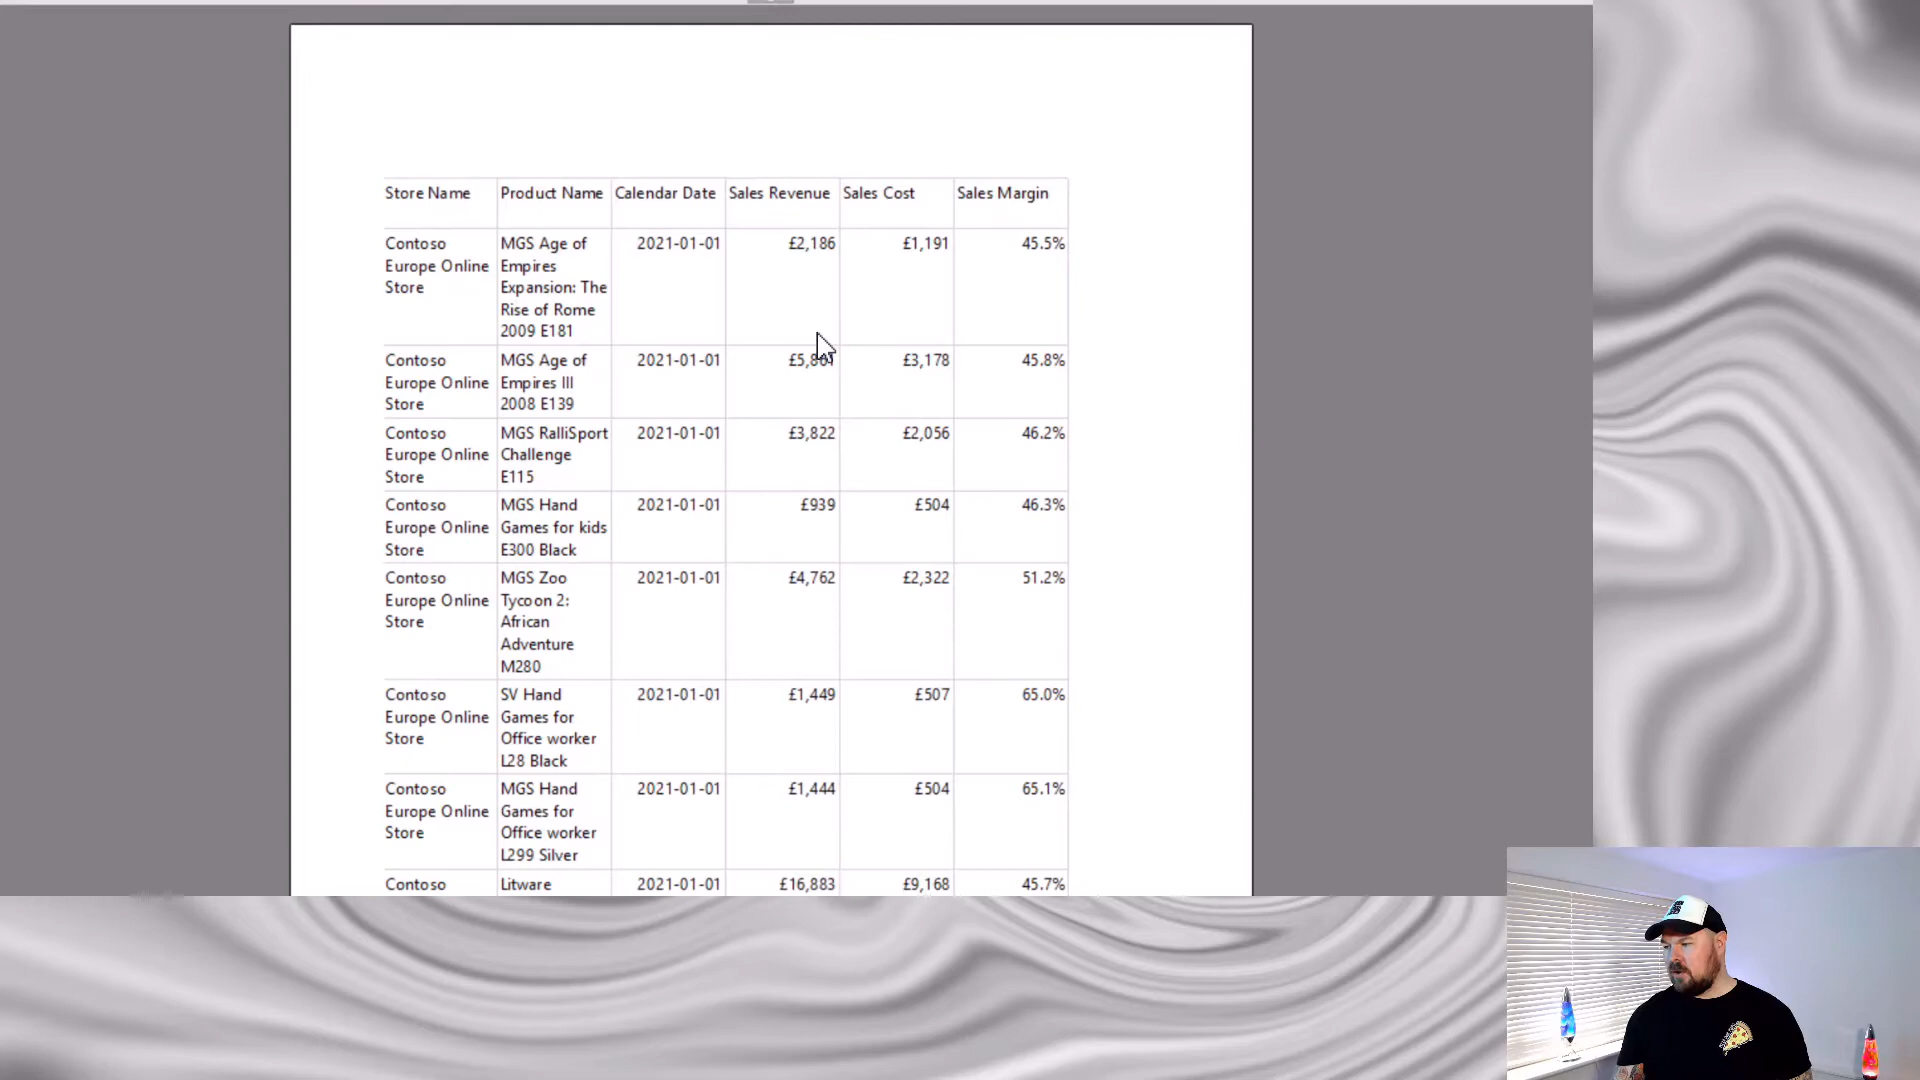 Store Name Product Name Calendar Date Sales Revenue Sales Cost Sales Margin
Contoso MGS Age of 2021-01-01 £2,186 £1,191 45.5%
Europe Online Empires
Store Expansion: The
Rise of Rome
2009 E181
Contoso MGS Age of 2021-01-01 £3,178 45.8%
Europe Online Empires III
Store 2008 E139
Contoso MGS RalliSport 2021-01-01 £3,822 £2,056 46.2%
Europe Online Challenge
Store E115
Contoso MGS Hand 2021-01-01 £939 £504 46.3%
Europe Online Games for kids
Store E300 Black
Contoso MGS Zoo 2021-01-01 £4,762 £2,322 51.2%
Europe Online Tycoon 2:
Store African
Adventure
M280
Contoso SV Hand 2021-01-01 £1,449 £507 65.0%
Europe Online Games for
Store Office worker
L28 Black
Contoso MGS Hand 2021-01-01 £1,444 £504 65.1%
Europe Online Games for
Store Office worker
L299 Silver
Contoso Litware 2021-01-01 £16,883 £9,168 45.7%